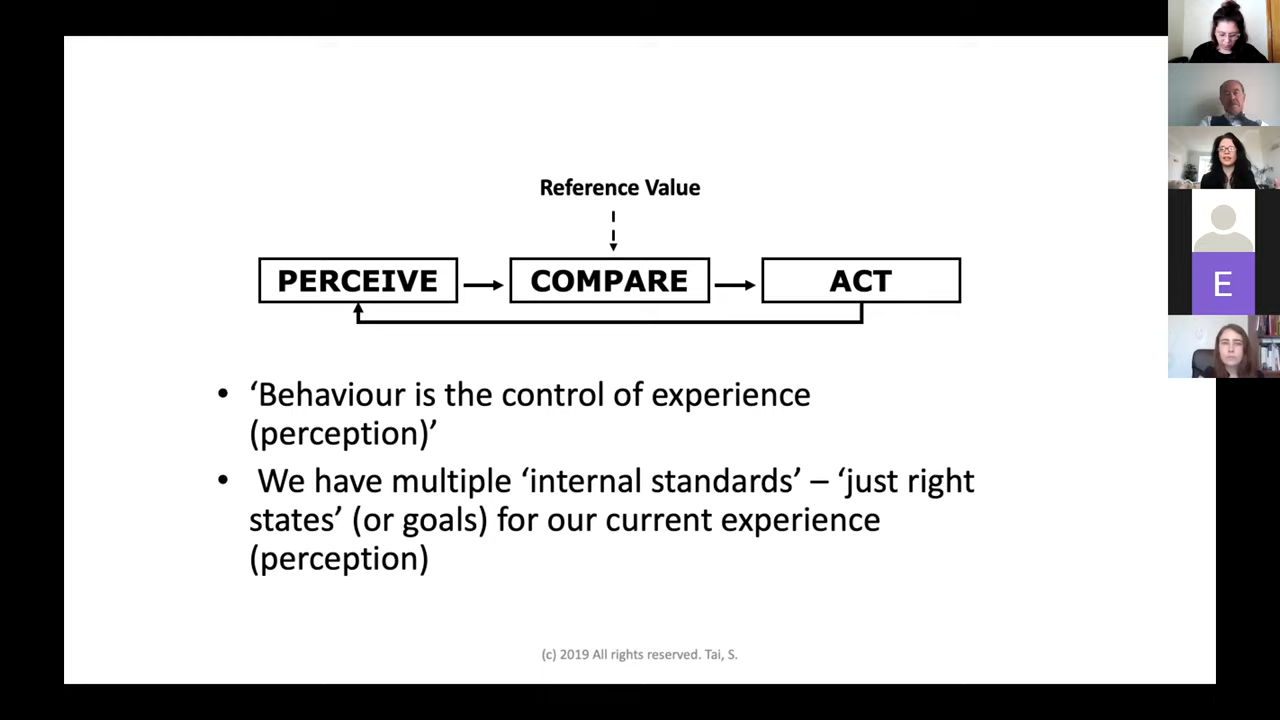 Reference Value
PERCEIVE COMPARE ACT
• ‘Behaviour is the control of experience
(perception)’
• We have multiple ‘internal standards’ – ‘just right
states’ (or goals) for our current experience
(perception)
(c) 2019 All rights reserved. Tai, S.
E